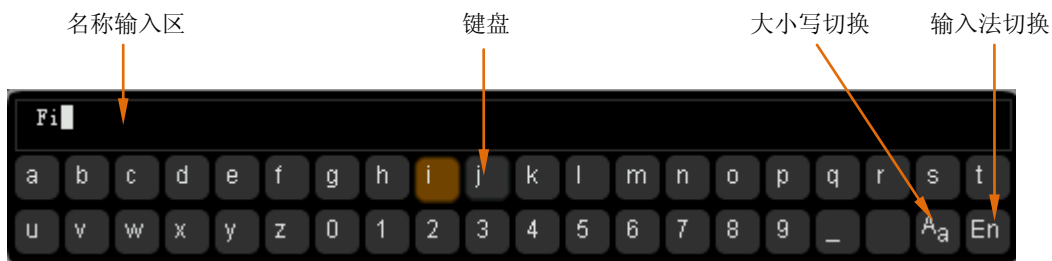 名称输入区 键盘 大小写切换 输入法切换
Fi
a b c d e f g h i j k l m n o p q r s t
u v w x y z 0 1 2 3 4 5 6 7 8 9 _ Aa En